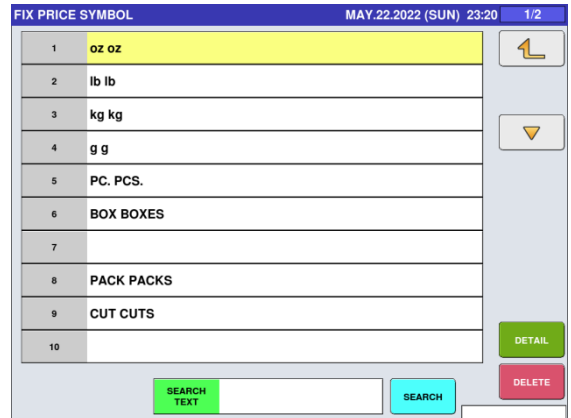 FIX PRICE SYMBOL MAY.22.2022 (SUN) 23:20 1/2
1 oz oz
2 lb lb
3 kg kg
4 g g
5 PC. PCS.
6 BOX BOXES
7
8 PACK PACKS
9 CUT CUTS
10
DETAIL
SEARCH TEXT
SEARCH
DELETE